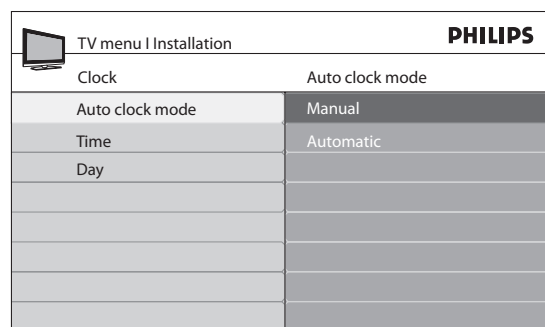 TV menu I Installation
PHILIPS
Clock
Auto clock mode
Auto clock mode
Manual
Time
Automatic
Day